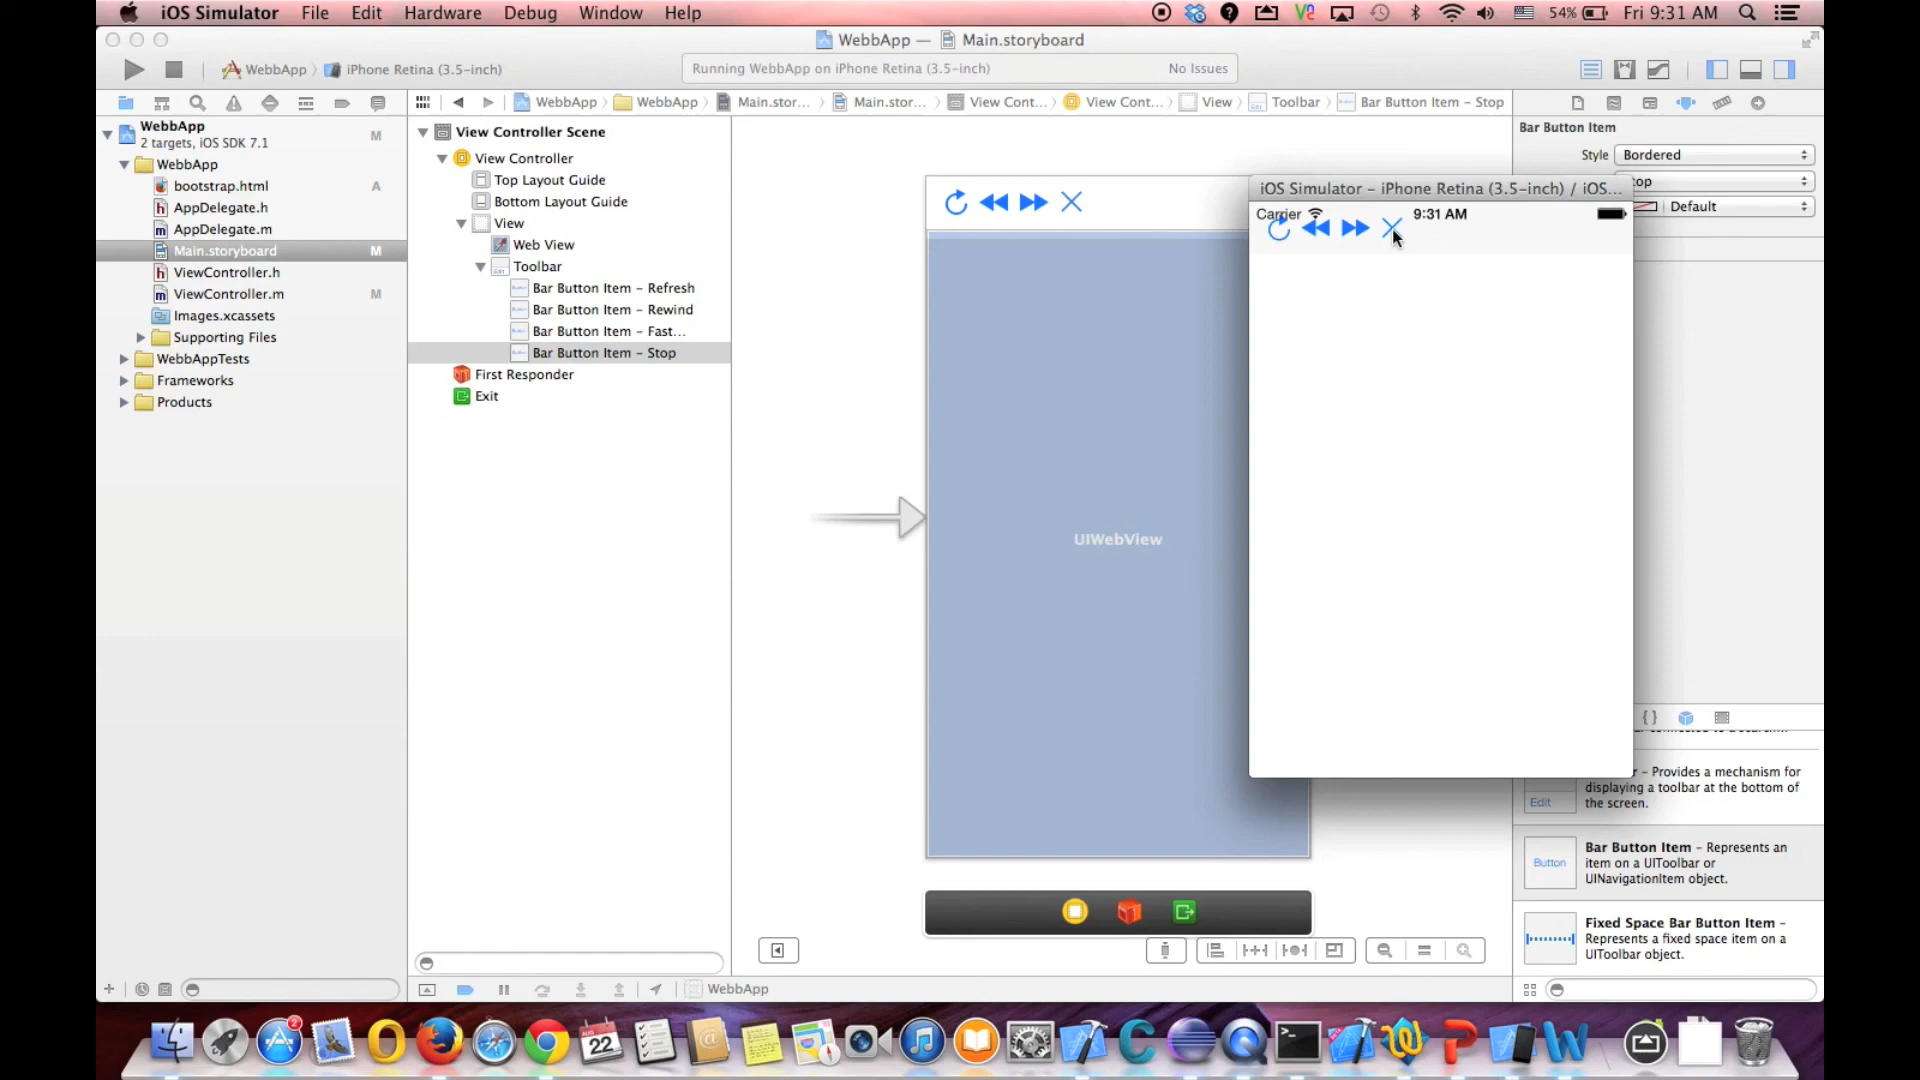 iOS Simulator File Edit Hardware Debug Window Help 54% Fri 9:31 AM
WebbApp — Main.storyboard
WebbApp iPhone Retina (3.5-inch) Running WebbApp on iPhone Retina (3.5-inch) No Issues
WebbApp WebbApp Main.stor... Main.stor... View Cont... View Cont... View Toolbar Bar Button Item – Stop
WebbApp M
2 targets, iOS SDK 7.1
WebbApp
bootstrap.html A
AppDelegate.h
AppDelegate.m
Main.storyboard M
ViewController.h
ViewController.m M
Images.xcassets
Supporting Files
WebbAppTests
Frameworks
Products
View Controller Scene
View Controller
Top Layout Guide
Bottom Layout Guide
View
Web View
Toolbar
Bar Button Item – Refresh
Bar Button Item – Rewind
Bar Button Item – Fast...
Bar Button Item – Stop
First Responder
Exit
UIWebView
iOS Simulator – iPhone Retina (3.5-inch) / iOS...
Carrier 9:31 AM
Bar Button Item
Style Bordered
Default
– Provides a mechanism for
displaying a toolbar at the bottom of
the screen.
Edit
Button
Bar Button Item – Represents an
item on a UIToolbar or
UINavigationItem object.
Fixed Space Bar Button Item –
Represents a fixed space item on a
UIToolbar object.
WebbApp
2
AUG
22